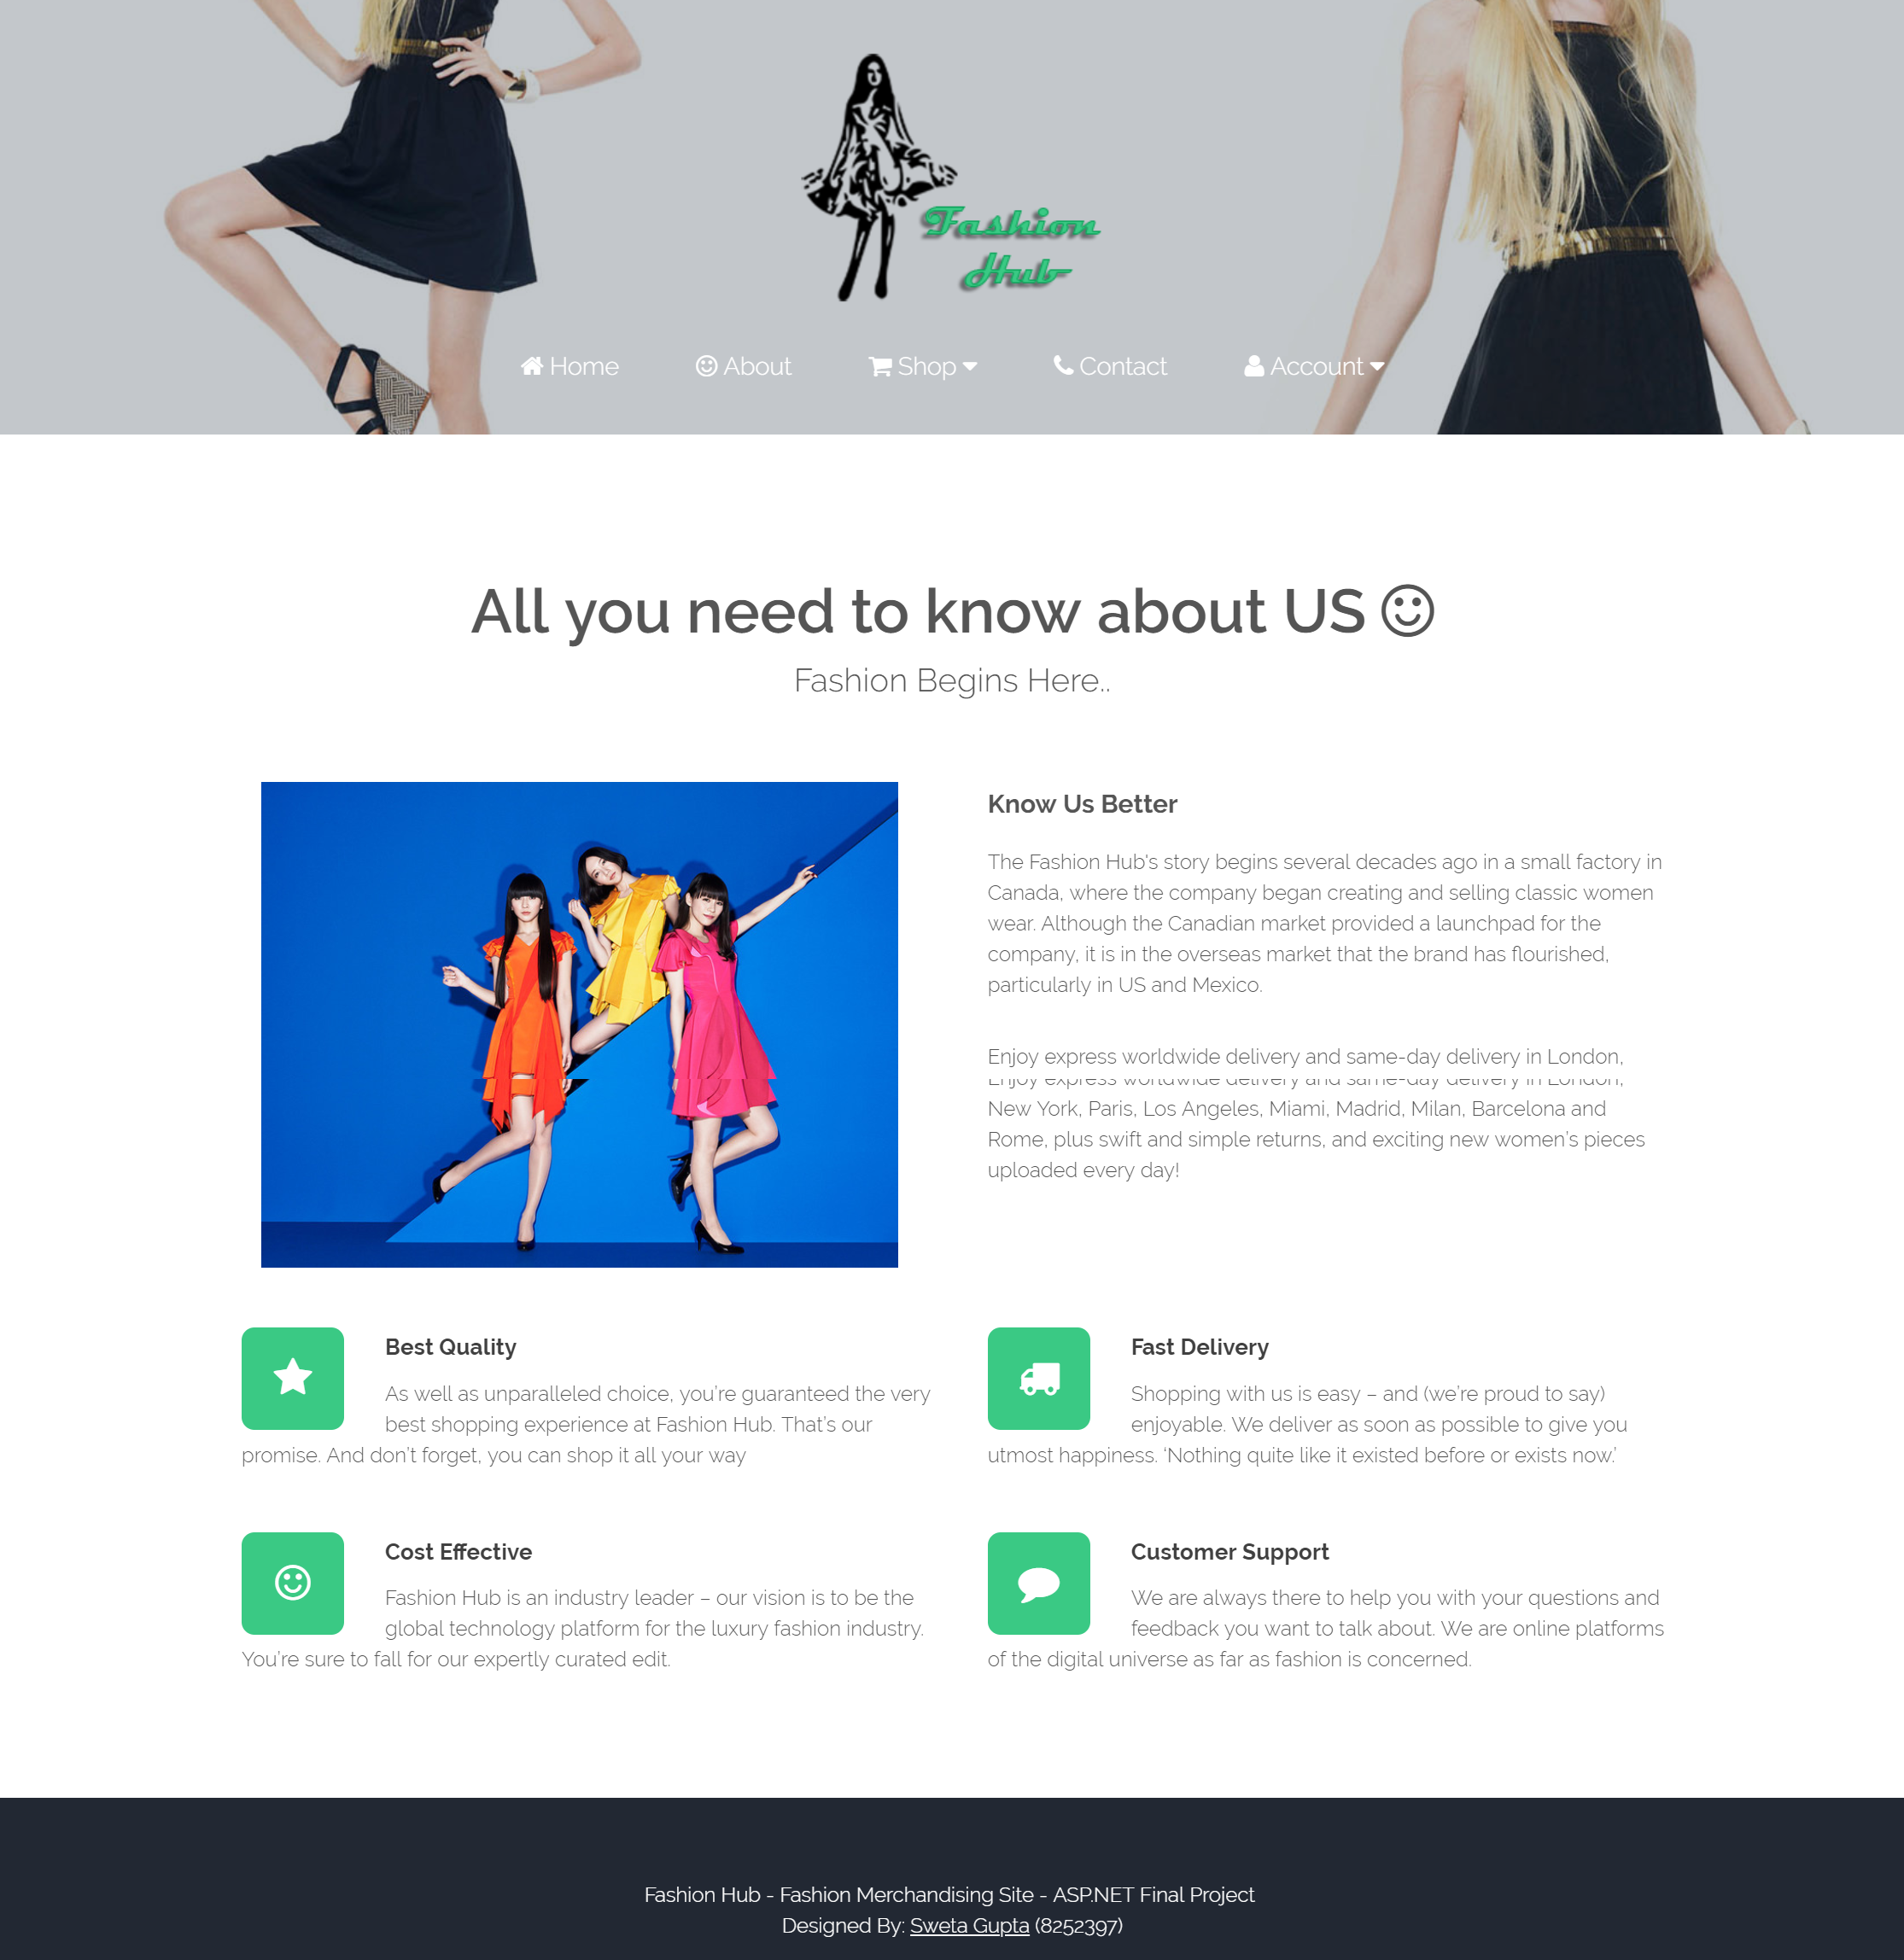 Fashion
Hub
Home About Shop Contact Account
All you need to know about US
Fashion Begins Here..
Know Us Better
The Fashion Hub's story begins several decades ago in a small factory in
Canada, where the company began creating and selling classic women
wear. Although the Canadian market provided a launchpad for the
company, it is in the overseas market that the brand has flourished,
particularly in US and Mexico.
Enjoy express worldwide delivery and same-day delivery in London,
Enjoy express worldwide delivery and same-day delivery in London,
New York, Paris, Los Angeles, Miami, Madrid, Milan, Barcelona and
Rome, plus swift and simple returns, and exciting new women's pieces
uploaded every day!
Best Quality
As well as unparalleled choice, you're guaranteed the very
best shopping experience at Fashion Hub. That's our
promise. And don't forget, you can shop it all your way
Fast Delivery
Shopping with us is easy – and (we're proud to say)
enjoyable. We deliver as soon as possible to give you
utmost happiness. ‘Nothing quite like it existed before or exists now.’
Cost Effective
Fashion Hub is an industry leader – our vision is to be the
global technology platform for the luxury fashion industry.
You're sure to fall for our expertly curated edit.
Customer Support
We are always there to help you with your questions and
feedback you want to talk about. We are online platforms
of the digital universe as far as fashion is concerned.
Fashion Hub - Fashion Merchandising Site - ASP.NET Final Project
Designed By: Sweta Gupta (8252397)